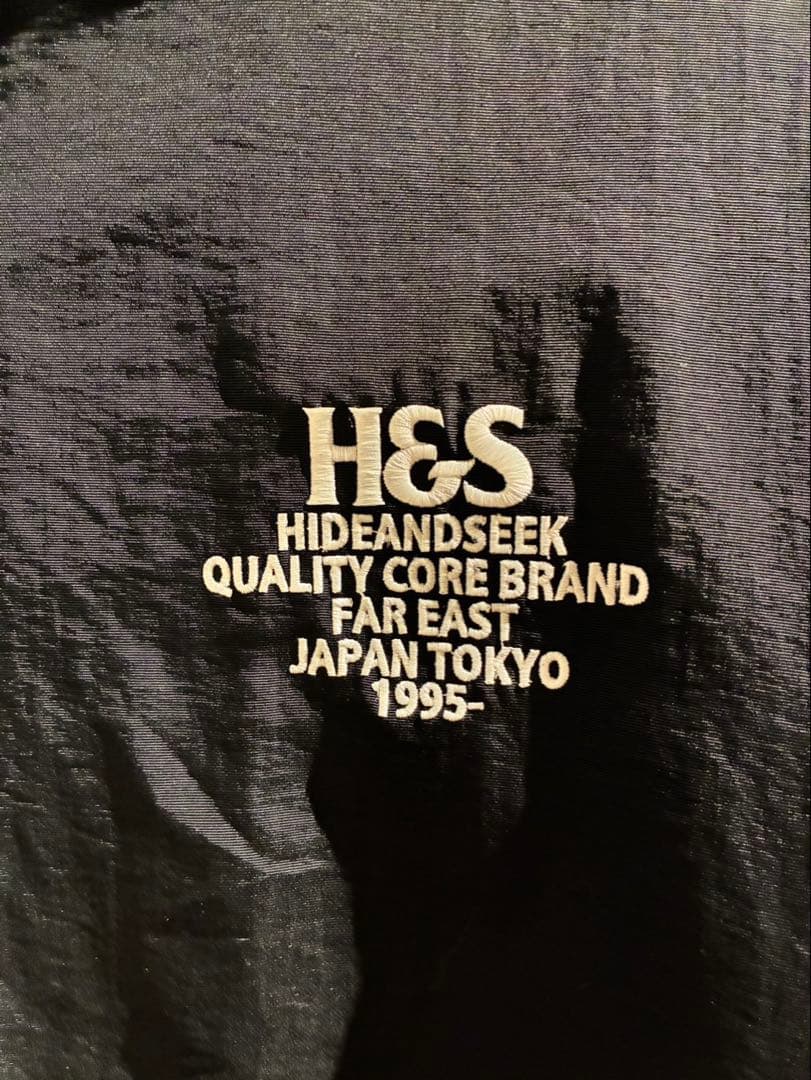 H&S
HIDEANDSEEK
QUALITY CORE BRAND
FAR EAST
JAPAN TOKYO
1995-